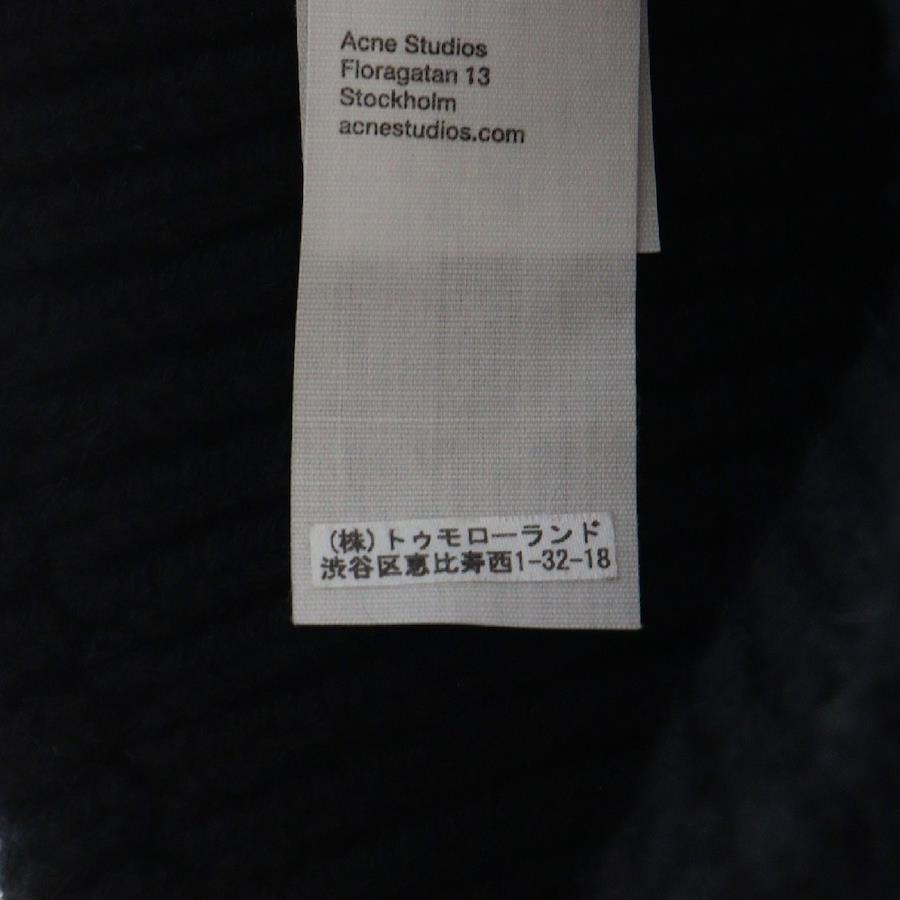 Acne Studios
Floragatan 13
Stockholm
acnestudios.com
(株)トゥモローランド
渋谷区恵比寿西1-32-18